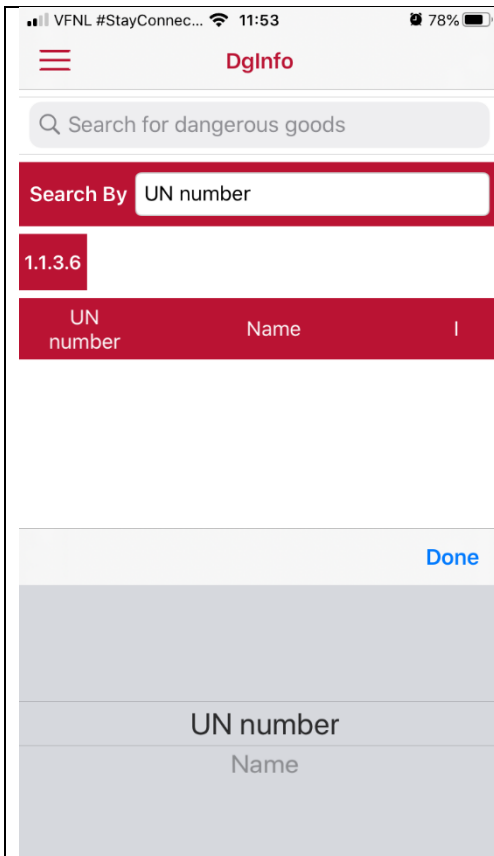 VFNL #StayConnec... 11:53 78%
DgInfo
Search for dangerous goods
Search By UN number
1.1.3.6
UN number Name I
Done
UN number
Name